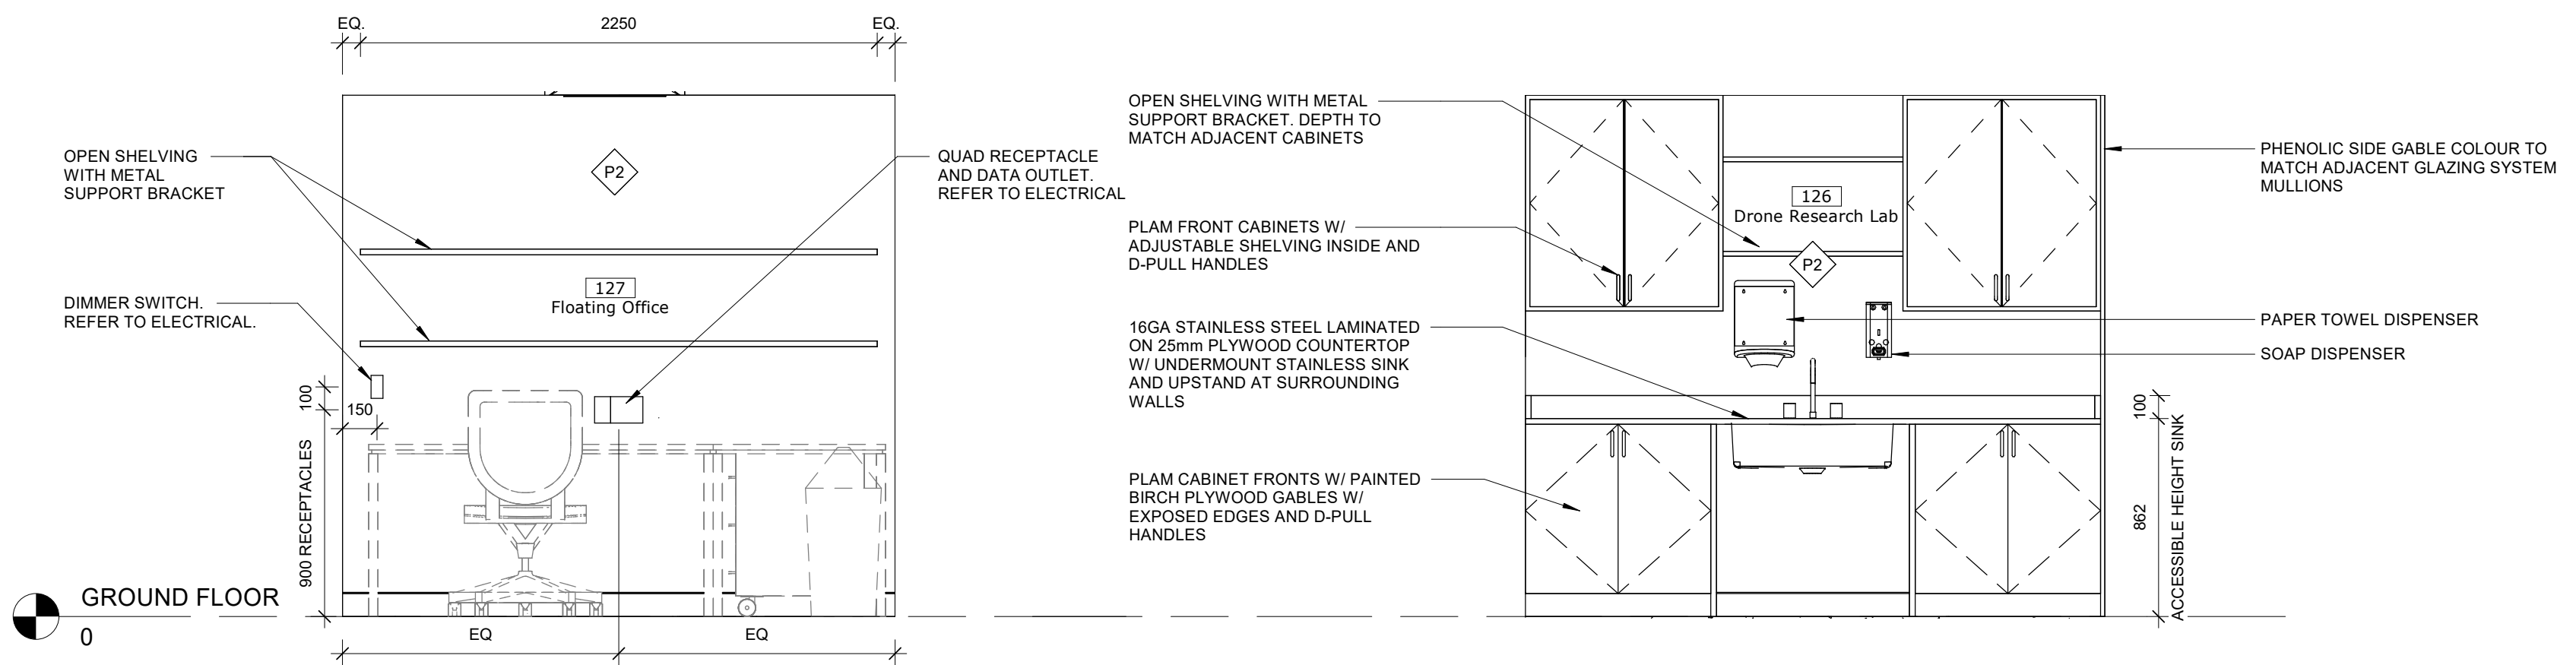 EQ.
2250
EQ.
OPEN SHELVING
WITH METAL
SUPPORT BRACKET
P2
QUAD RECEPTACLE
AND DATA OUTLET.
REFER TO ELECTRICAL
127
Floating Office
DIMMER SWITCH.
REFER TO ELECTRICAL.
100
150
900 RECEPTACLES
GROUND FLOOR
0
EQ
EQ
OPEN SHELVING WITH METAL
SUPPORT BRACKET. DEPTH TO
MATCH ADJACENT CABINETS
PLAM FRONT CABINETS W/
ADJUSTABLE SHELVING INSIDE AND
D-PULL HANDLES
16GA STAINLESS STEEL LAMINATED
ON 25mm PLYWOOD COUNTERTOP
W/ UNDERMOUNT STAINLESS SINK
AND UPSTAND AT SURROUNDING
WALLS
PLAM CABINET FRONTS W/ PAINTED
BIRCH PLYWOOD GABLES W/
EXPOSED EDGES AND D-PULL
HANDLES
126
Drone Research Lab
P2
PHENOLIC SIDE GABLE COLOUR TO
MATCH ADJACENT GLAZING SYSTEM
MULLIONS
PAPER TOWEL DISPENSER
SOAP DISPENSER
100
862
ACCESSIBLE HEIGHT SINK